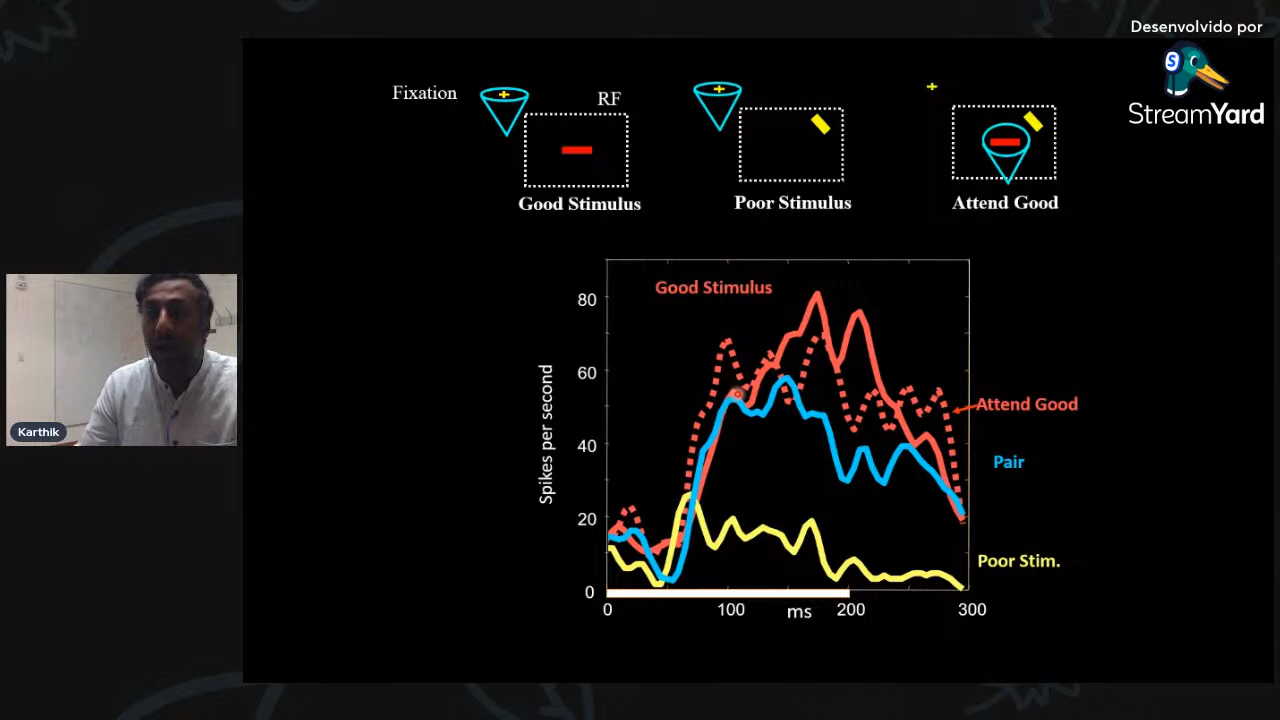 Desenvolvido por
StreamYard
Fixation
RF
Good Stimulus
Poor Stimulus
Attend Good
Good Stimulus
80
60
40
20
0
Spikes per second
Attend Good
Pair
Poor Stim.
0
100
ms
200
300
Karthik
S